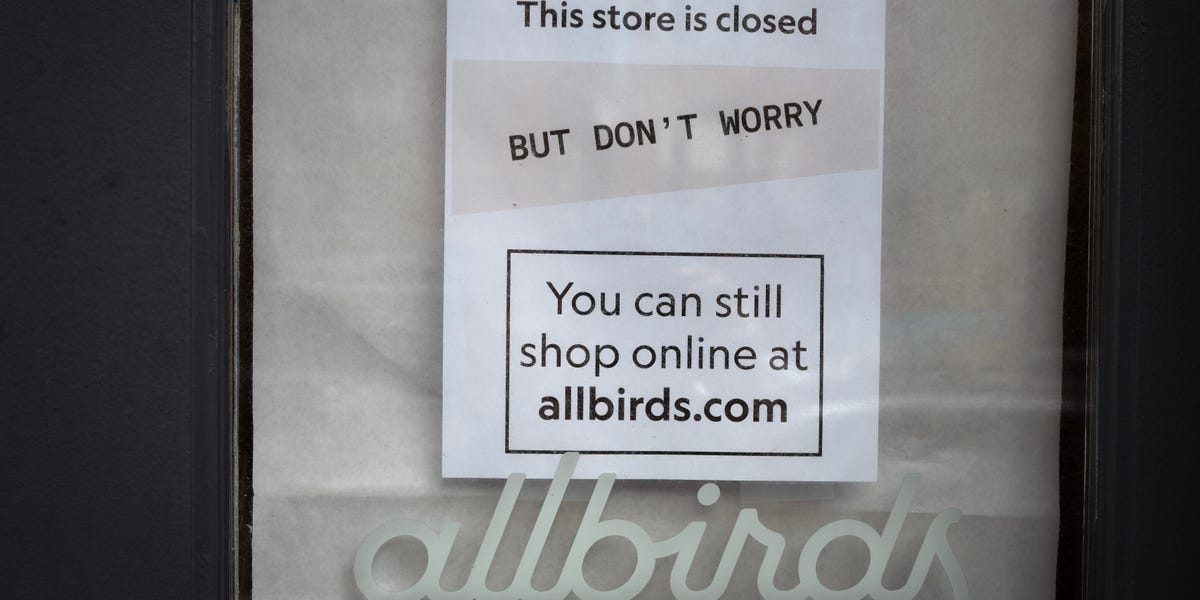 This store is closed
BUT DON'T WORRY
You can still
shop online at
allbirds.com
allbirds